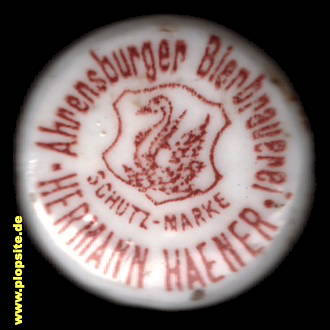 Ahrensburger Bierbrauerei
SCHUTZ-MARKE
HERMANN HAENER
www.plopsite.de